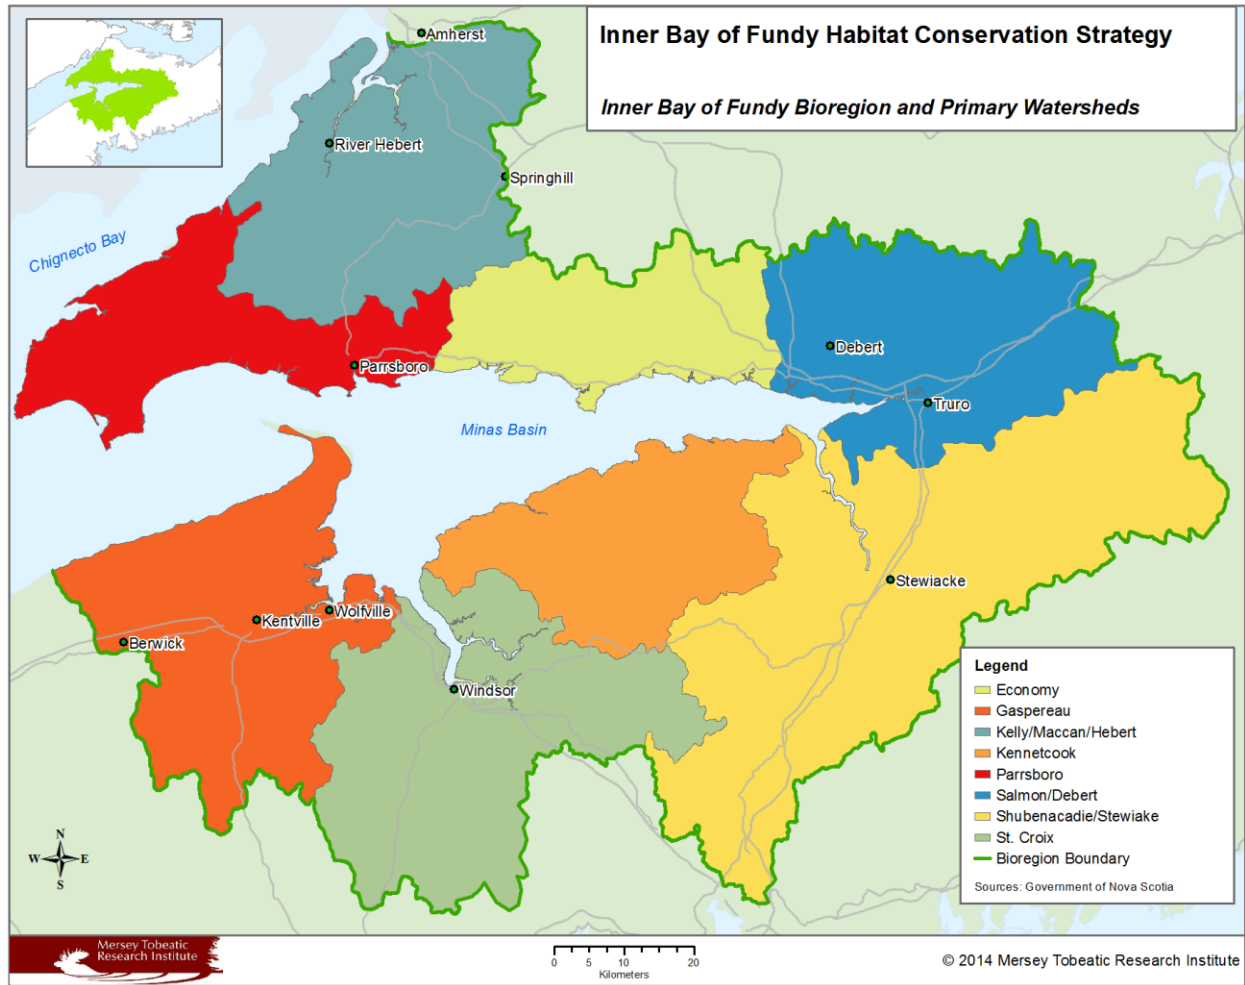 Inner Bay of Fundy Habitat Conservation Strategy
Inner Bay of Fundy Bioregion and Primary Watersheds
Amherst
River Hebert
Springhill
Chignecto Bay
Debert
Parrsboro
Truro
Minas Basin
Stewiacke
Wolfville
Kentville
Berwick
Windsor
Legend
Economy
Gaspereau
Kelly/Maccan/Hebert
Kennetcook
Parrsboro
Salmon/Debert
Shubenacadie/Stewiake
St. Croix
Bioregion Boundary
Sources: Government of Nova Scotia
N
W E
S
Mersey Tobeatic
Research Institute
0 5 10 20
Kilometers
© 2014 Mersey Tobeatic Research Institute